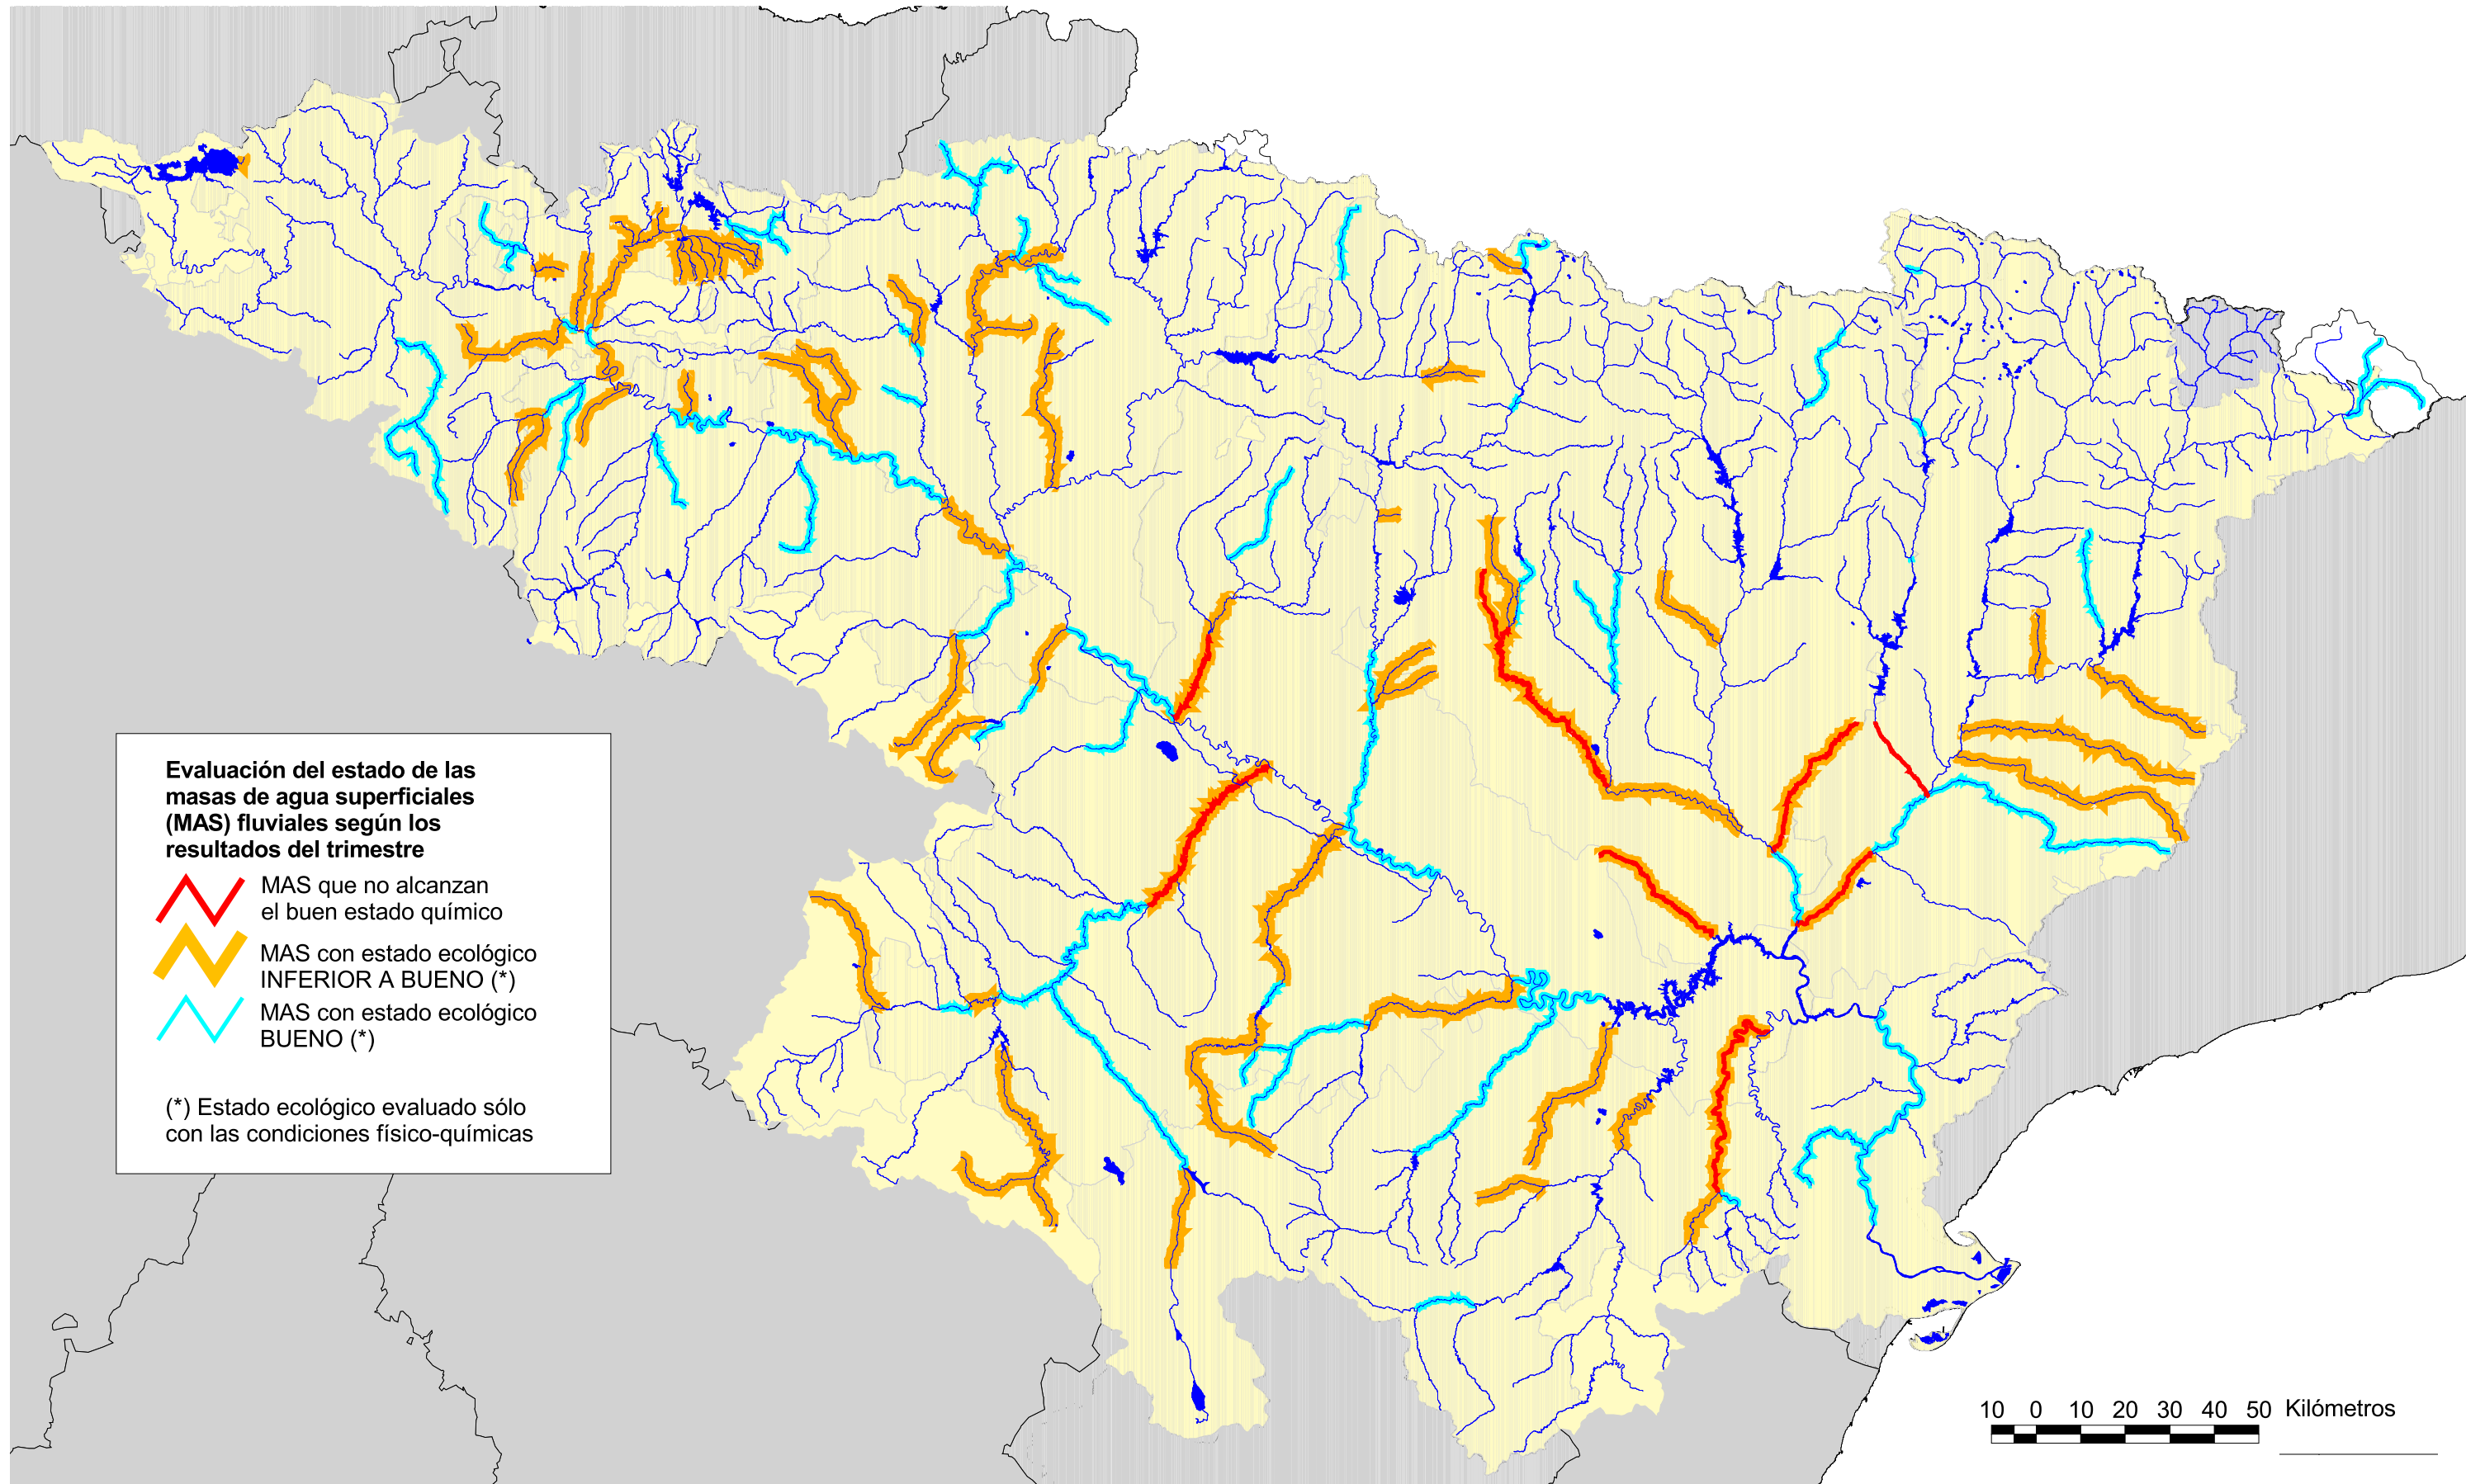 Evaluación del estado de las
masas de agua superficiales
(MAS) fluviales según los
resultados del trimestre
MAS que no alcanzan
el buen estado químico
MAS con estado ecológico
INFERIOR A BUENO (*)
MAS con estado ecológico
BUENO (*)
(*) Estado ecológico evaluado sólo
con las condiciones físico-químicas
10 0 10 20 30 40 50 Kilómetros